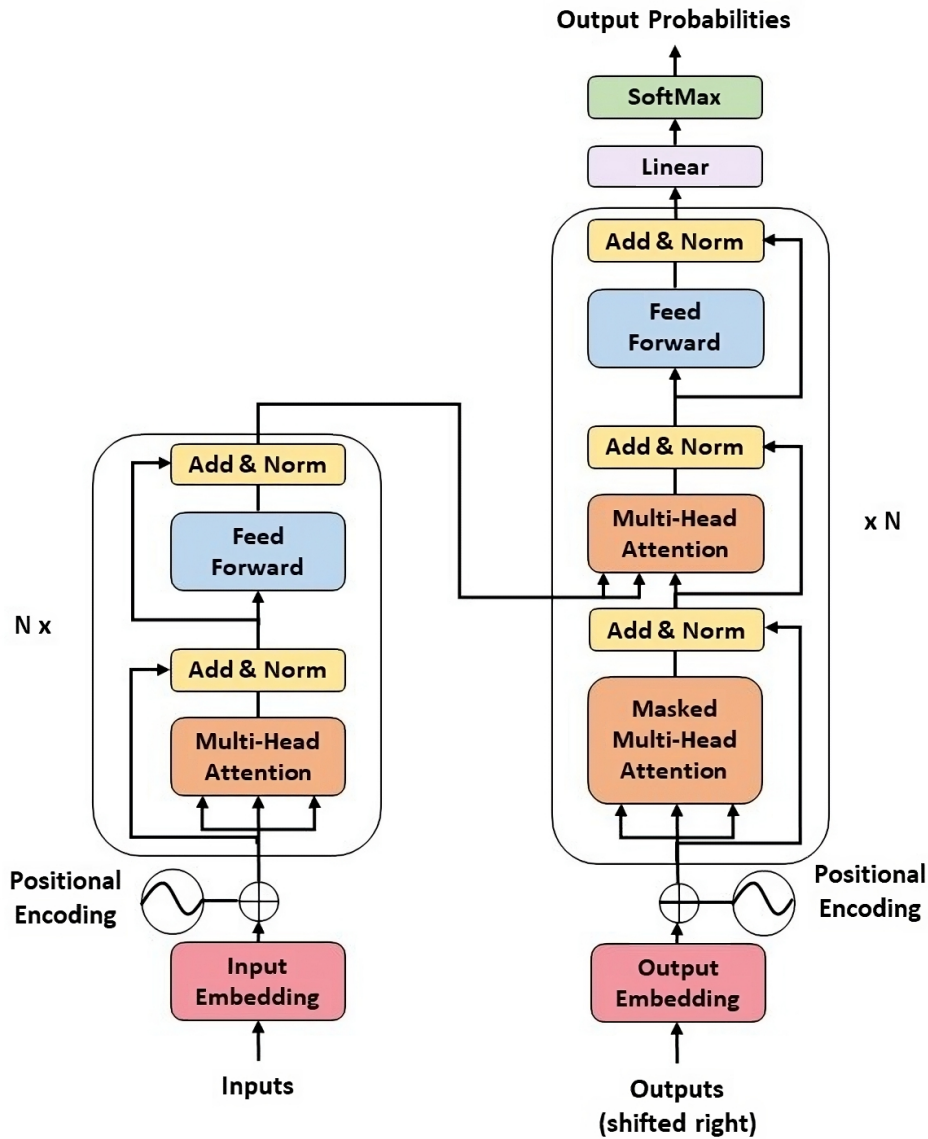 Output Probabilities
SoftMax
Linear
Add & Norm
Feed
Forward
Add & Norm
Multi-Head
Attention
Add & Norm
Masked
Multi-Head
Attention
x N
Positional
Encoding
Output
Embedding
Outputs
(shifted right)
Add & Norm
Feed
Forward
Add & Norm
Multi-Head
Attention
N x
Positional
Encoding
Input
Embedding
Inputs